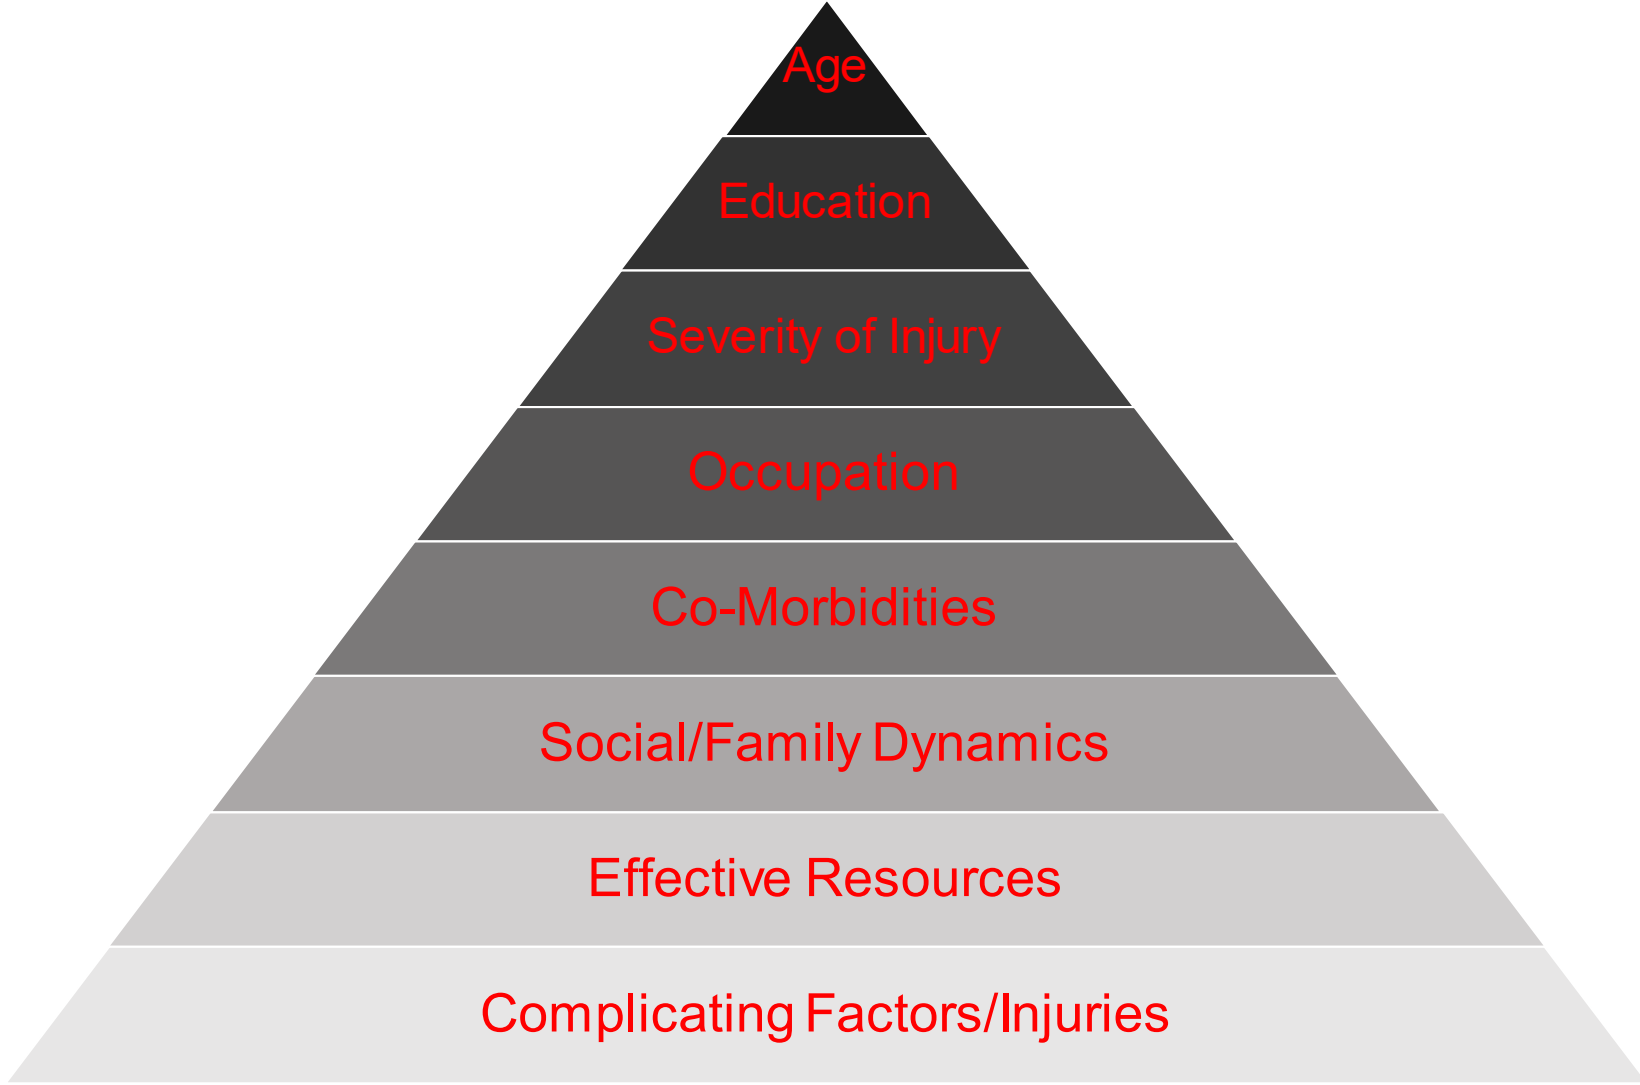 Age
Education
Severity of Injury
Occupation
Co-Morbidities
Social/Family Dynamics
Effective Resources
Complicating Factors/Injuries